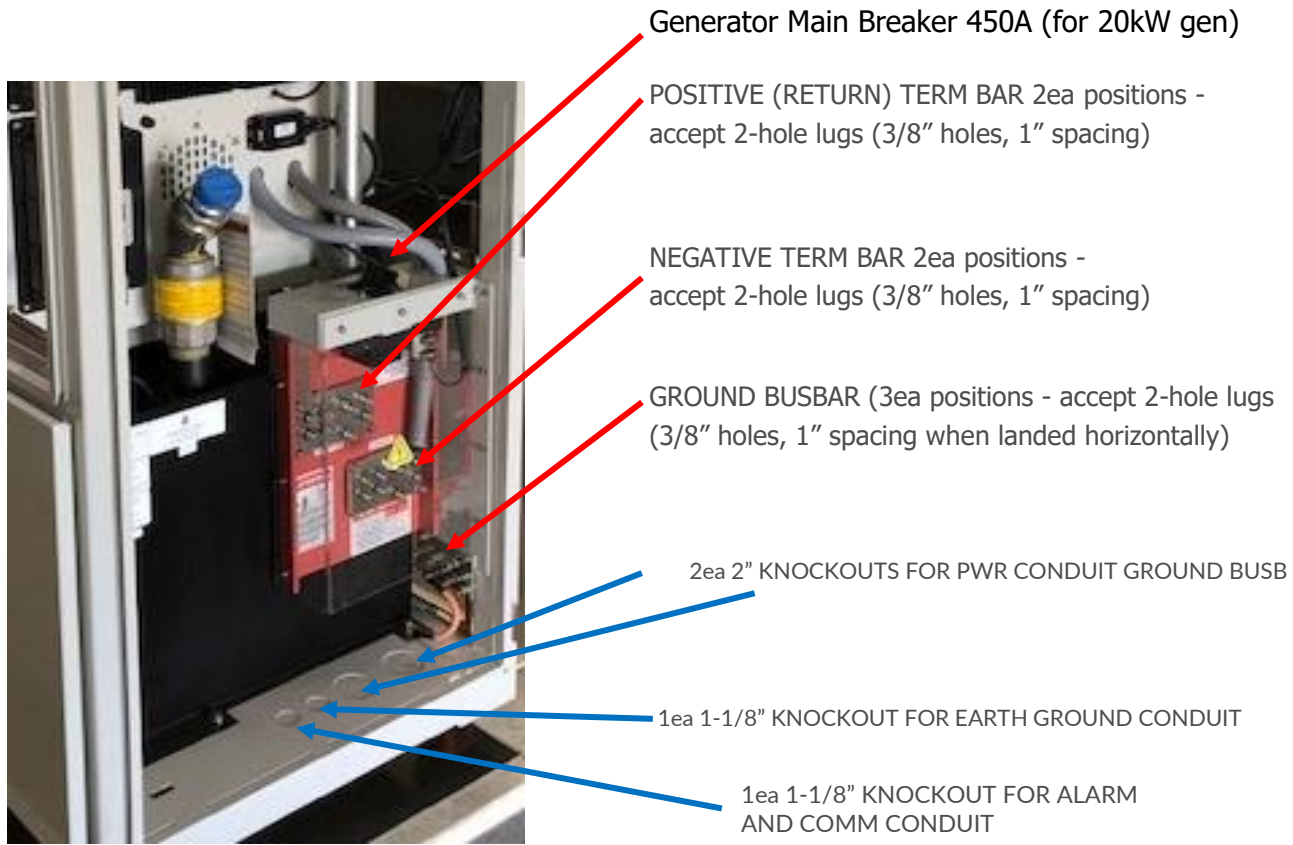 Generator Main Breaker 450A (for 20kW gen)
POSITIVE (RETURN) TERM BAR 2ea positions -
accept 2-hole lugs (3/8” holes, 1” spacing)
NEGATIVE TERM BAR 2ea positions -
accept 2-hole lugs (3/8” holes, 1” spacing)
GROUND BUSBAR (3ea positions - accept 2-hole lugs
(3/8” holes, 1” spacing when landed horizontally)
2ea 2” KNOCKOUTS FOR PWR CONDUIT GROUND BUSB
1ea 1-1/8” KNOCKOUT FOR EARTH GROUND CONDUIT
1ea 1-1/8” KNOCKOUT FOR ALARM
AND COMM CONDUIT